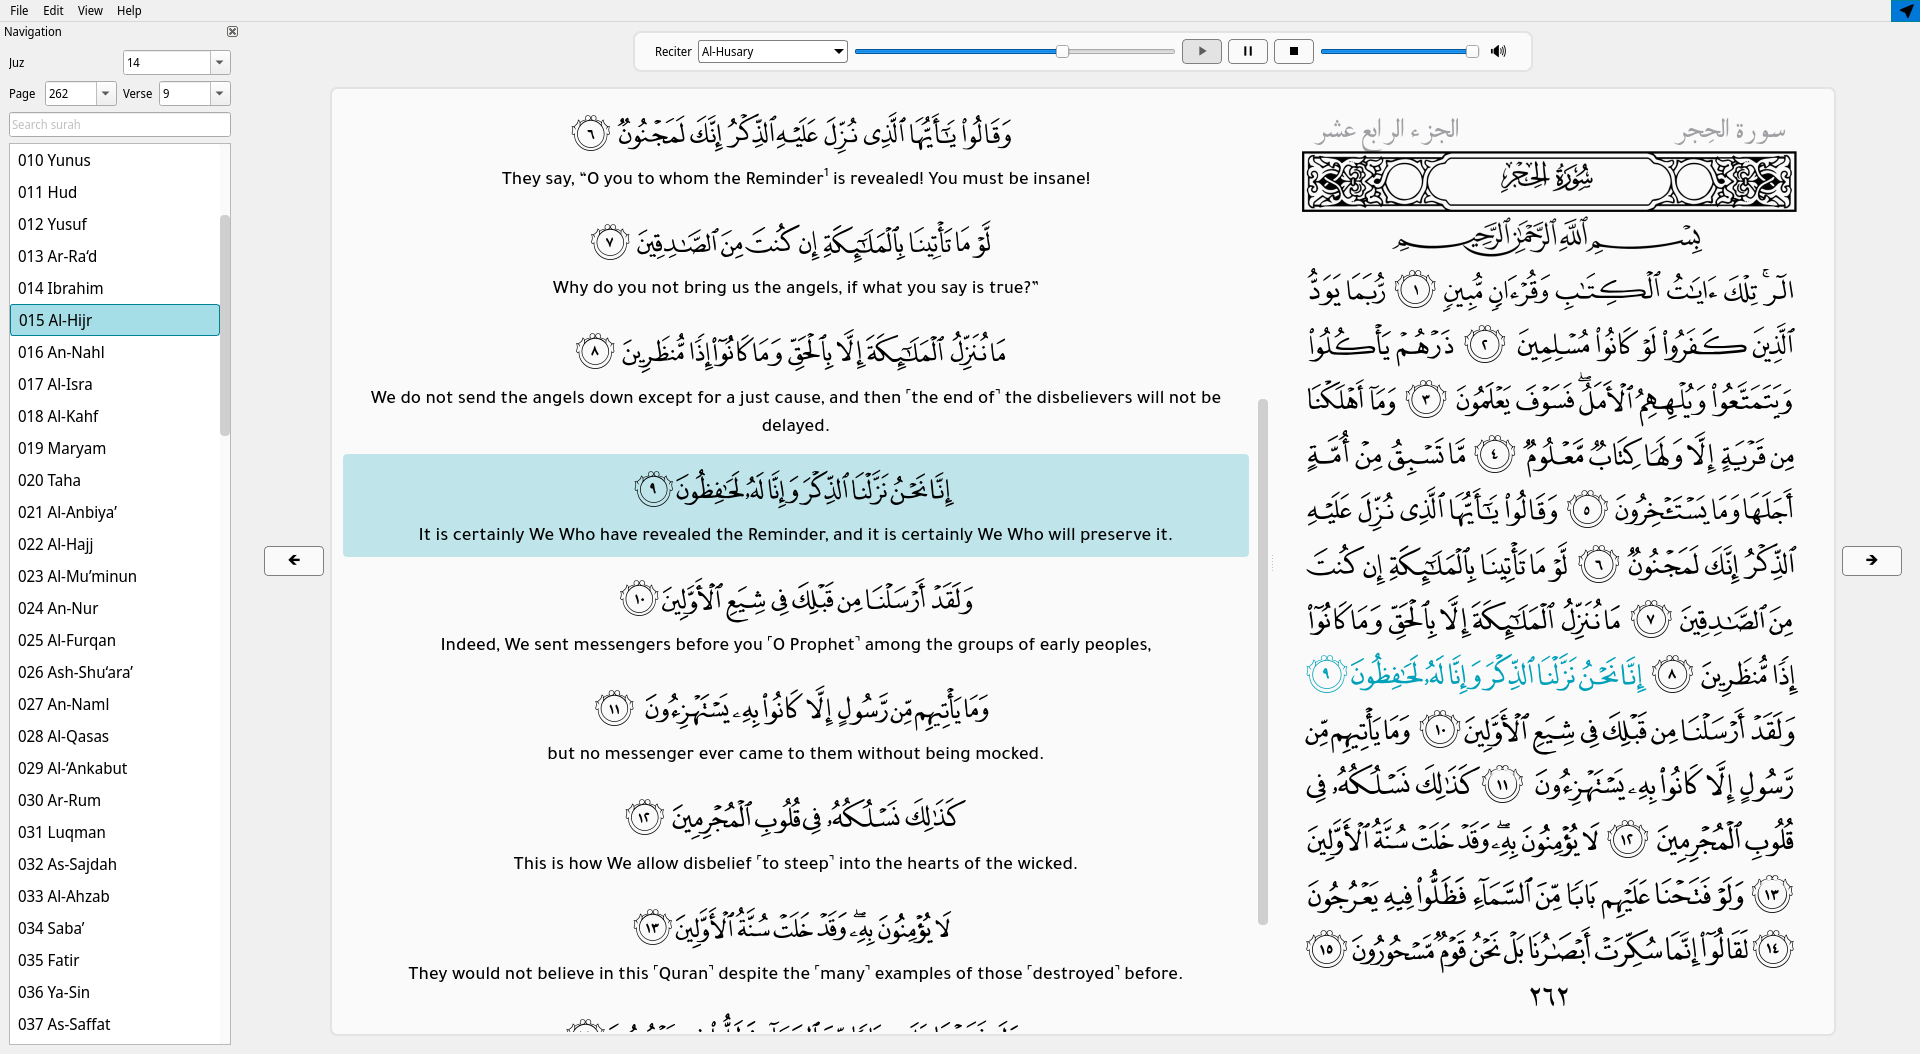 File Edit View Help
Navigation
Juz 14
Page 262 Verse 9
Search surah
010 Yunus
011 Hud
012 Yusuf
013 Ar-Ra‘d
014 Ibrahim
015 Al-Hijr
016 An-Nahl
017 Al-Isra
018 Al-Kahf
019 Maryam
020 Taha
021 Al-Anbiya’
022 Al-Hajj
023 Al-Mu’minun
024 An-Nur
025 Al-Furqan
026 Ash-Shu‘ara’
027 An-Naml
028 Al-Qasas
029 Al-‘Ankabut
030 Ar-Rum
031 Luqman
032 As-Sajdah
033 Al-Ahzab
034 Saba’
035 Fatir
036 Ya-Sin
037 As-Saffat
Reciter Al-Husary
وَقَالُوا۟ يَـٰٓأَيُّهَا ٱلَّذِى نُزِّلَ عَلَيْهِ ٱلذِّكْرُ إِنَّكَ لَمَجْنُونٌ ٦
They say, “O you to whom the Reminder¹ is revealed! You must be insane!
لَّوْ مَا تَأْتِينَا بِٱلْمَلَـٰٓئِكَةِ إِن كُنتَ مِنَ ٱلصَّـٰدِقِينَ ٧
Why do you not bring us the angels, if what you say is true?”
مَا نُنَزِّلُ ٱلْمَلَـٰٓئِكَةَ إِلَّا بِٱلْحَقِّ وَمَا كَانُوٓا۟ إِذًا مُّنظَرِينَ ٨
We do not send the angels down except for a just cause, and then ˹the end of˺ the disbelievers will not be
delayed.
إِنَّا نَحْنُ نَزَّلْنَا ٱلذِّكْرَ وَإِنَّا لَهُۥ لَحَـٰفِظُونَ ٩
It is certainly We Who have revealed the Reminder, and it is certainly We Who will preserve it.
وَلَقَدْ أَرْسَلْنَا مِن قَبْلِكَ فِى شِيَعِ ٱلْأَوَّلِينَ ١٠
Indeed, We sent messengers before you ˹O Prophet˺ among the groups of early peoples,
وَمَا يَأْتِيهِم مِّن رَّسُولٍ إِلَّا كَانُوا۟ بِهِۦ يَسْتَهْزِءُونَ ١١
but no messenger ever came to them without being mocked.
كَذَٰلِكَ نَسْلُكُهُۥ فِى قُلُوبِ ٱلْمُجْرِمِينَ ١٢
This is how We allow disbelief ˹to steep˺ into the hearts of the wicked.
لَا يُؤْمِنُونَ بِهِۦ ۖ وَقَدْ خَلَتْ سُنَّةُ ٱلْأَوَّلِينَ ١٣
They would not believe in this ˹Quran˺ despite the ˹many˺ examples of those ˹destroyed˺ before.
سورة الحِجر الجزء الرابع عشر
سُورَةُ الحِجْرِ
بِسْمِ ٱللَّهِ ٱلرَّحْمَـٰنِ ٱلرَّحِيمِ
الٓر ۚ تِلْكَ ءَايَـٰتُ ٱلْكِتَـٰبِ وَقُرْءَانٍ مُّبِينٍ ١ رُّبَمَا يَوَدُّ
ٱلَّذِينَ كَفَرُوا۟ لَوْ كَانُوا۟ مُسْلِمِينَ ٢ ذَرْهُمْ يَأْكُلُوا۟
وَيَتَمَتَّعُوا۟ وَيُلْهِهِمُ ٱلْأَمَلُ ۖ فَسَوْفَ يَعْلَمُونَ ٣ وَمَآ أَهْلَكْنَا
مِن قَرْيَةٍ إِلَّا وَلَهَا كِتَابٌ مَّعْلُومٌ ٤ مَّا تَسْبِقُ مِنْ أُمَّةٍ
أَجَلَهَا وَمَا يَسْتَـْٔخِرُونَ ٥ وَقَالُوا۟ يَـٰٓأَيُّهَا ٱلَّذِى نُزِّلَ عَلَيْهِ
ٱلذِّكْرُ إِنَّكَ لَمَجْنُونٌ ٦ لَّوْ مَا تَأْتِينَا بِٱلْمَلَـٰٓئِكَةِ إِن كُنتَ
مِنَ ٱلصَّـٰدِقِينَ ٧ مَا نُنَزِّلُ ٱلْمَلَـٰٓئِكَةَ إِلَّا بِٱلْحَقِّ وَمَا كَانُوٓا۟
إِذًا مُّنظَرِينَ ٨ إِنَّا نَحْنُ نَزَّلْنَا ٱلذِّكْرَ وَإِنَّا لَهُۥ لَحَـٰفِظُونَ ٩
وَلَقَدْ أَرْسَلْنَا مِن قَبْلِكَ فِى شِيَعِ ٱلْأَوَّلِينَ ١٠ وَمَا يَأْتِيهِم مِّن
رَّسُولٍ إِلَّا كَانُوا۟ بِهِۦ يَسْتَهْزِءُونَ ١١ كَذَٰلِكَ نَسْلُكُهُۥ فِى
قُلُوبِ ٱلْمُجْرِمِينَ ١٢ لَا يُؤْمِنُونَ بِهِۦ ۖ وَقَدْ خَلَتْ سُنَّةُ ٱلْأَوَّلِينَ
١٣ وَلَوْ فَتَحْنَا عَلَيْهِم بَابًا مِّنَ ٱلسَّمَآءِ فَظَلُّوا۟ فِيهِ يَعْرُجُونَ
١٤ لَقَالُوٓا۟ إِنَّمَا سُكِّرَتْ أَبْصَـٰرُنَا بَلْ نَحْنُ قَوْمٌ مَّسْحُورُونَ ١٥
٢٦٢